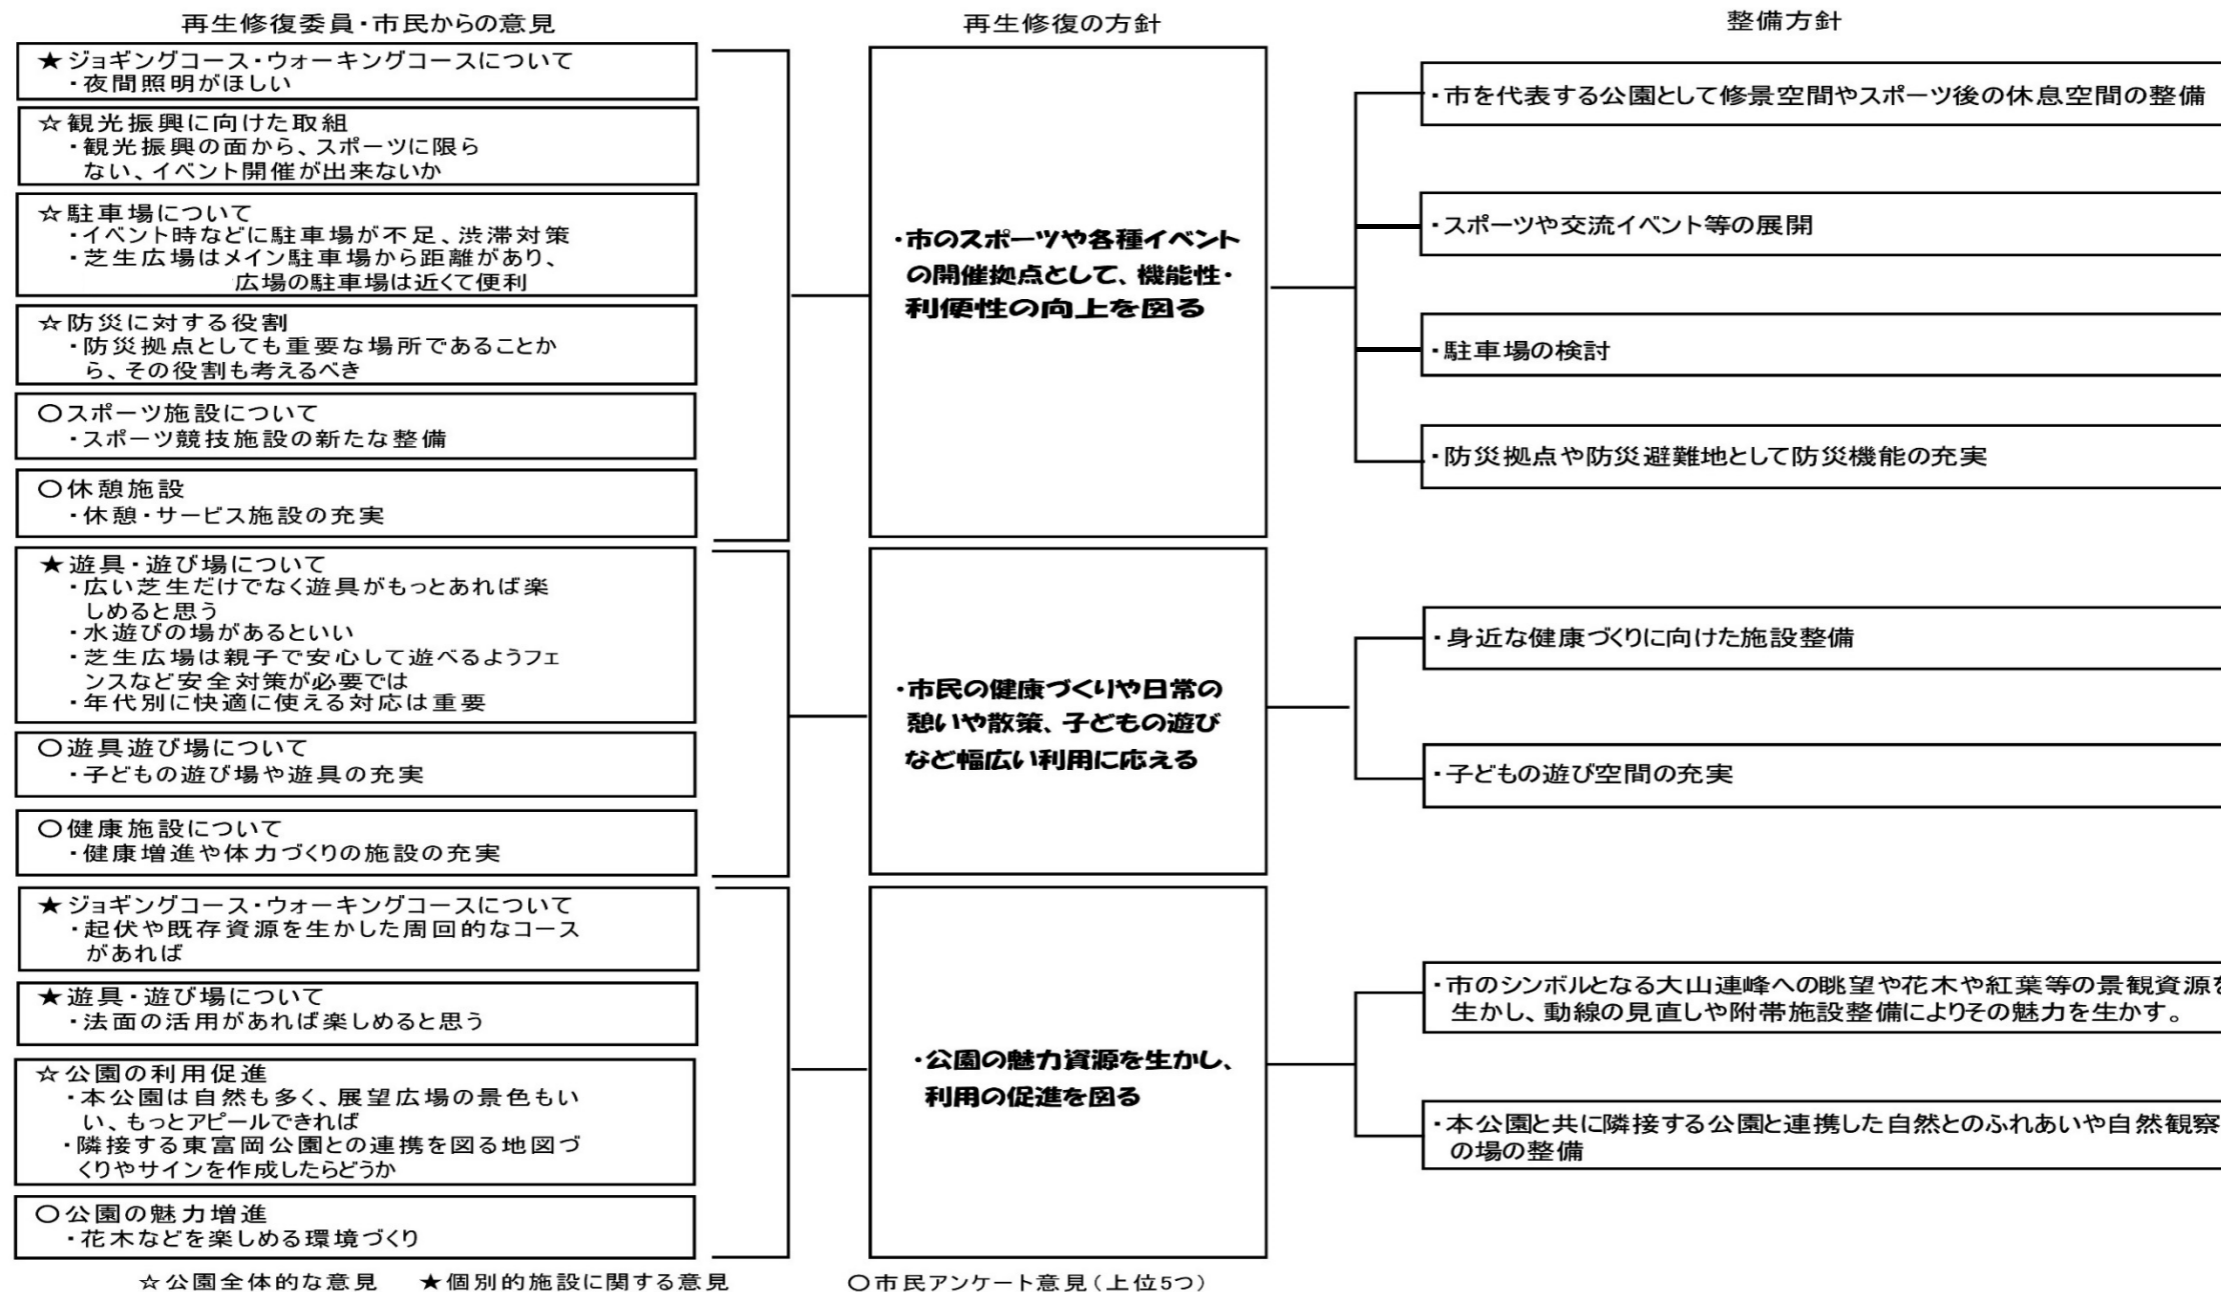 再生修復委員・市民からの意見
★ジョギングコース・ウォーキングコースについて
・夜間照明がほしい
☆観光振興に向けた取組
・観光振興の面から、スポーツに限ら
ない、イベント開催が出来ないか
☆駐車場について
・イベント時などに駐車場が不足、渋滞対策
・芝生広場はメイン駐車場から距離があり、
広場の駐車場は近くて便利
☆防災に対する役割
・防災拠点としても重要な場所であることか
ら、その役割も考えるべき
○スポーツ施設について
・スポーツ競技施設の新たな整備
○休憩施設
・休憩・サービス施設の充実
★遊具・遊び場について
・広い芝生だけでなく遊具がもっとあれば楽
しめると思う
・水遊びの場があるといい
・芝生広場は親子で安心して遊べるようフェ
ンスなど安全対策が必要では
・年代別に快適に使える対応は重要
○遊具遊び場について
・子どもの遊び場や遊具の充実
○健康施設について
・健康増進や体力づくりの施設の充実
★ジョギングコース・ウォーキングコースについて
・起伏や既存資源を生かした周回的なコース
があれば
★遊具・遊び場について
・法面の活用があれば楽しめると思う
☆公園の利用促進
・本公園は自然も多く、展望広場の景色もい
い、もっとアピールできれば
・隣接する東富岡公園との連携を図る地図づ
くりやサインを作成したらどうか
○公園の魅力増進
・花木などを楽しめる環境づくり
再生修復の方針
・市のスポーツや各種イベント
の開催拠点として、機能性・
利便性の向上を図る
・市民の健康づくりや日常の
憩いや散策、子どもの遊び
など幅広い利用に応える
・公園の魅力資源を生かし、
利用の促進を図る
整備方針
・市を代表する公園として修景空間やスポーツ後の休息空間の整備
・スポーツや交流イベント等の展開
・駐車場の検討
・防災拠点や防災避難地として防災機能の充実
・身近な健康づくりに向けた施設整備
・子どもの遊び空間の充実
・市のシンボルとなる大山連峰への眺望や花木や紅葉等の景観資源を
生かし、動線の見直しや附帯施設整備によりその魅力を生かす。
・本公園と共に隣接する公園と連携した自然とのふれあいや自然観察
の場の整備
☆公園全体的な意見 ★個別的施設に関する意見 ○市民アンケート意見（上位5つ）